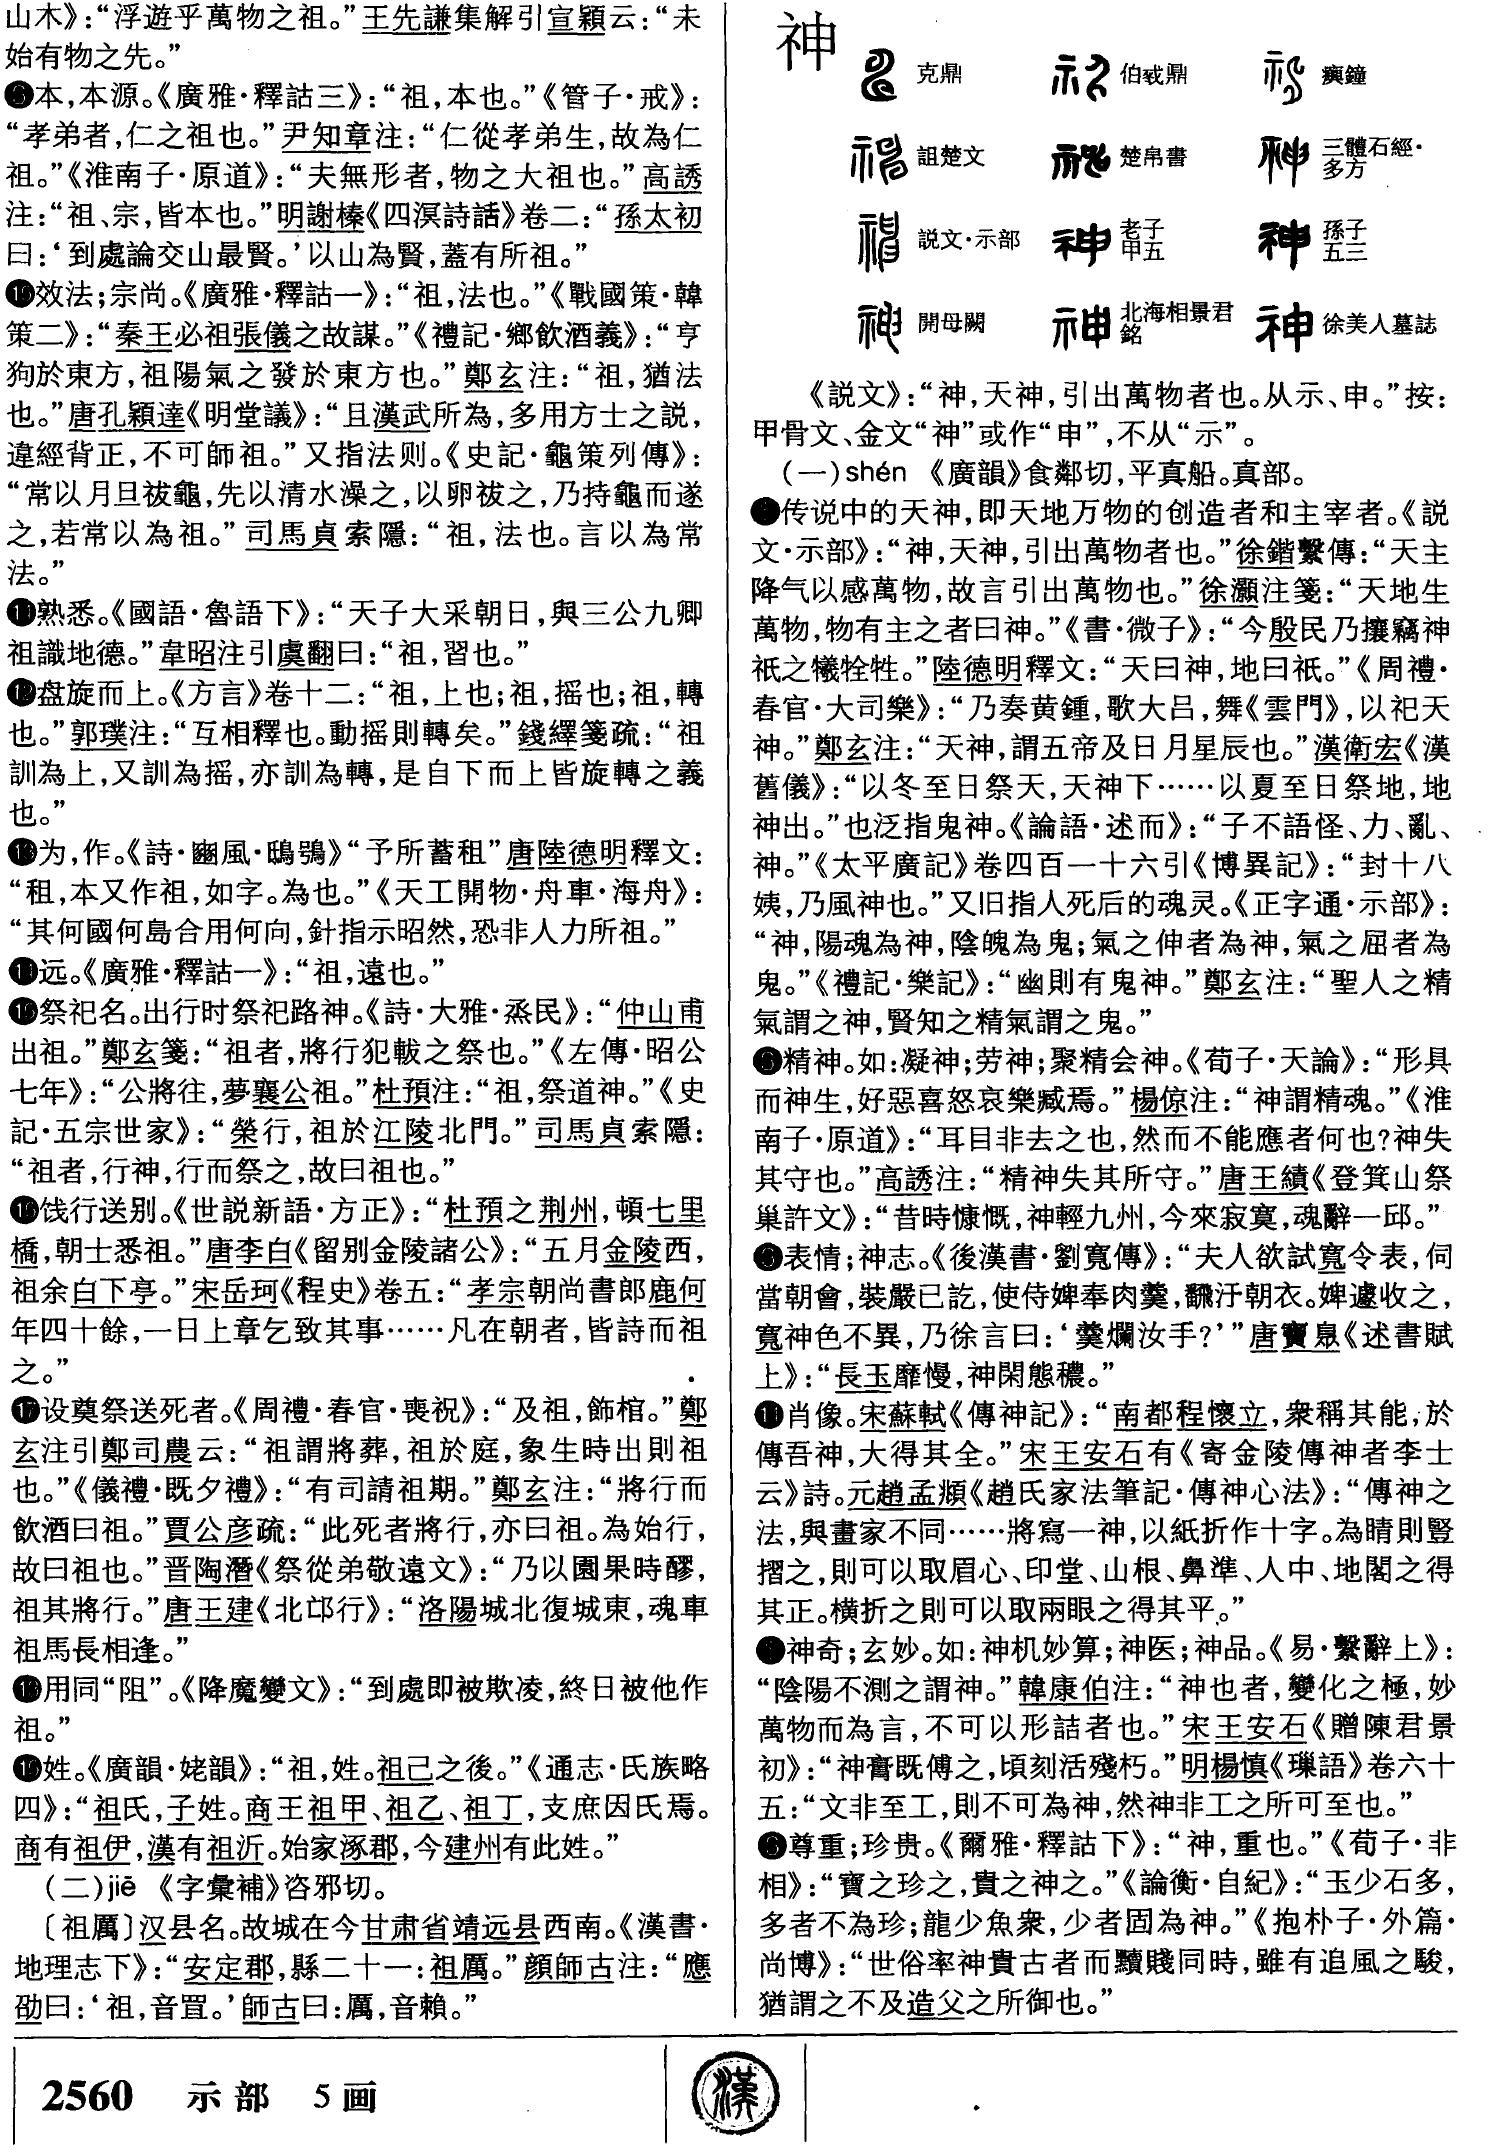 山木》：“浮遊乎萬物之祖。”王先謙集解引宣穎云：“未
始有物之先。”
❾本，本源。《廣雅·釋詁三》：“祖，本也。”《管子·戒》：
“孝弟者，仁之祖也。”尹知章注：“仁從孝弟生，故為仁
祖。”《淮南子·原道》：“夫無形者，物之大祖也。”高誘
注：“祖、宗，皆本也。”明謝榛《四溟詩話》卷二：“孫太初
曰：‘到處論交山最賢。’以山為賢，蓋有所祖。”
❿效法；宗尚。《廣雅·釋詁一》：“祖，法也。”《戰國策·韓
策二》：“秦王必祖張儀之故謀。”《禮記·鄉飲酒義》：“亨
狗於東方，祖陽氣之發於東方也。”鄭玄注：“祖，猶法
也。”唐孔穎達《明堂議》：“且漢武所為，多用方士之説，
違經背正，不可師祖。”又指法则。《史記·龜策列傳》：
“常以月旦祓龜，先以清水澡之，以卵祓之，乃持龜而遂
之，若常以為祖。”司馬貞索隱：“祖，法也。言以為常
法。”
⓫熟悉。《國語·魯語下》：“天子大采朝日，與三公九卿
祖識地德。”韋昭注引虞翻曰：“祖，習也。”
⓬盘旋而上。《方言》卷十二：“祖，上也；祖，摇也；祖，轉
也。”郭璞注：“互相釋也。動摇則轉矣。”錢繹箋疏：“祖
訓為上，又訓為摇，亦訓為轉，是自下而上皆旋轉之義
也。”
⓭为，作。《詩·豳風·鴟鴞》“予所蓄租”唐陸德明釋文：
“租，本又作祖，如字。為也。”《天工開物·舟車·海舟》：
“其何國何島合用何向，針指示昭然，恐非人力所祖。”
⓮远。《廣雅·釋詁一》：“祖，遠也。”
⓯祭祀名。出行时祭祀路神。《詩·大雅·烝民》：“仲山甫
出祖。”鄭玄箋：“祖者，將行犯軷之祭也。”《左傳·昭公
七年》：“公將往，夢襄公祖。”杜預注：“祖，祭道神。”《史
記·五宗世家》：“榮行，祖於江陵北門。”司馬貞索隱：
“祖者，行神，行而祭之，故曰祖也。”
⓰饯行送别。《世説新語·方正》：“杜預之荆州，頓七里
橋，朝士悉祖。”唐李白《留别金陵諸公》：“五月金陵西，
祖余白下亭。”宋岳珂《桯史》卷五：“孝宗朝尚書郎鹿何
年四十餘，一日上章乞致其事……凡在朝者，皆詩而祖
之。”
⓱设奠祭送死者。《周禮·春官·喪祝》：“及祖，飾棺。”鄭
玄注引鄭司農云：“祖謂將葬，祖於庭，象生時出則祖
也。”《儀禮·既夕禮》：“有司請祖期。”鄭玄注：“將行而
飲酒曰祖。”賈公彦疏：“此死者將行，亦曰祖。為始行，
故曰祖也。”晋陶潛《祭從弟敬遠文》：“乃以園果時醪，
祖其將行。”唐王建《北邙行》：“洛陽城北復城東，魂車
祖馬長相逢。”
⓲用同“阻”。《降魔變文》：“到處即被欺凌，終日被他作
祖。”
⓳姓。《廣韻·姥韻》：“祖，姓。祖己之後。”《通志·氏族略
四》：“祖氏，子姓。商王祖甲、祖乙、祖丁，支庶因氏焉。
商有祖伊，漢有祖沂。始家涿郡，今建州有此姓。”
（二）jiē 《字彙補》咨邪切。
〔祖厲〕汉县名。故城在今甘肃省靖远县西南。《漢書·
地理志下》：“安定郡，縣二十一：祖厲。”顔師古注：“應
劭曰：‘祖，音罝。’師古曰：厲，音賴。”
神
克鼎 伯㦰鼎 𤼈鐘
詛楚文 楚帛書 三體石經·多方
説文·示部 老子甲五 孫子五三
開母闕 北海相景君銘 徐美人墓誌
《説文》：“神，天神，引出萬物者也。从示、申。”按：
甲骨文、金文“神”或作“申”，不从“示”。
（一）shén 《廣韻》食鄰切，平真船。真部。
❶传说中的天神，即天地万物的创造者和主宰者。《説
文·示部》：“神，天神，引出萬物者也。”徐鍇繫傳：“天主
降气以感萬物，故言引出萬物也。”徐灝注箋：“天地生
萬物，物有主之者曰神。”《書·微子》：“今殷民乃攘竊神
祇之犧牷牲。”陸德明釋文：“天曰神，地曰祇。”《周禮·
春官·大司樂》：“乃奏黄鍾，歌大吕，舞《雲門》，以祀天
神。”鄭玄注：“天神，謂五帝及日月星辰也。”漢衛宏《漢
舊儀》：“以冬至日祭天，天神下……以夏至日祭地，地
神出。”也泛指鬼神。《論語·述而》：“子不語怪、力、亂、
神。”《太平廣記》卷四百一十六引《博異記》：“封十八
姨，乃風神也。”又旧指人死后的魂灵。《正字通·示部》：
“神，陽魂為神，陰魄為鬼；氣之伸者為神，氣之屈者為
鬼。”《禮記·樂記》：“幽則有鬼神。”鄭玄注：“聖人之精
氣謂之神，賢知之精氣謂之鬼。”
❷精神。如：凝神；劳神；聚精会神。《荀子·天論》：“形具
而神生，好惡喜怒哀樂臧焉。”楊倞注：“神謂精魂。”《淮
南子·原道》：“耳目非去之也，然而不能應者何也？神失
其守也。”高誘注：“精神失其所守。”唐王績《登箕山祭
巢許文》：“昔時慷慨，神輕九州，今來寂寞，魂辭一邱。”
❸表情；神志。《後漢書·劉寬傳》：“夫人欲試寬令恚，伺
當朝會，裝嚴已訖，使侍婢奉肉羹，飜汙朝衣。婢遽收之，
寬神色不異，乃徐言曰：‘羹爛汝手？’”唐竇臮《述書賦
上》：“長玉靡慢，神閑態穠。”
❹肖像。宋蘇軾《傳神記》：“南都程懷立，衆稱其能，於
傳吾神，大得其全。”宋王安石有《寄金陵傳神者李士
云》詩。元趙孟頫《趙氏家法筆記·傳神心法》：“傳神之
法，與畫家不同……將寫一神，以紙折作十字。為睛則豎
摺之，則可以取眉心、印堂、山根、鼻準、人中、地閣之得
其正。橫折之則可以取兩眼之得其平。”
❺神奇；玄妙。如：神机妙算；神医；神品。《易·繫辭上》：
“陰陽不測之謂神。”韓康伯注：“神也者，變化之極，妙
萬物而為言，不可以形詰者也。”宋王安石《贈陳君景
初》：“神膏既傅之，頃刻活殘朽。”明楊慎《璅語》卷六十
五：“文非至工，則不可為神，然神非工之所可至也。”
❻尊重；珍贵。《爾雅·釋詁下》：“神，重也。”《荀子·非
相》：“寶之珍之，貴之神之。”《論衡·自紀》：“玉少石多，
多者不為珍；龍少魚衆，少者固為神。”《抱朴子·外篇·
尚博》：“世俗率神貴古者而黷賤同時，雖有追風之駿，
猶謂之不及造父之所御也。”
2560 示部 5画
漢